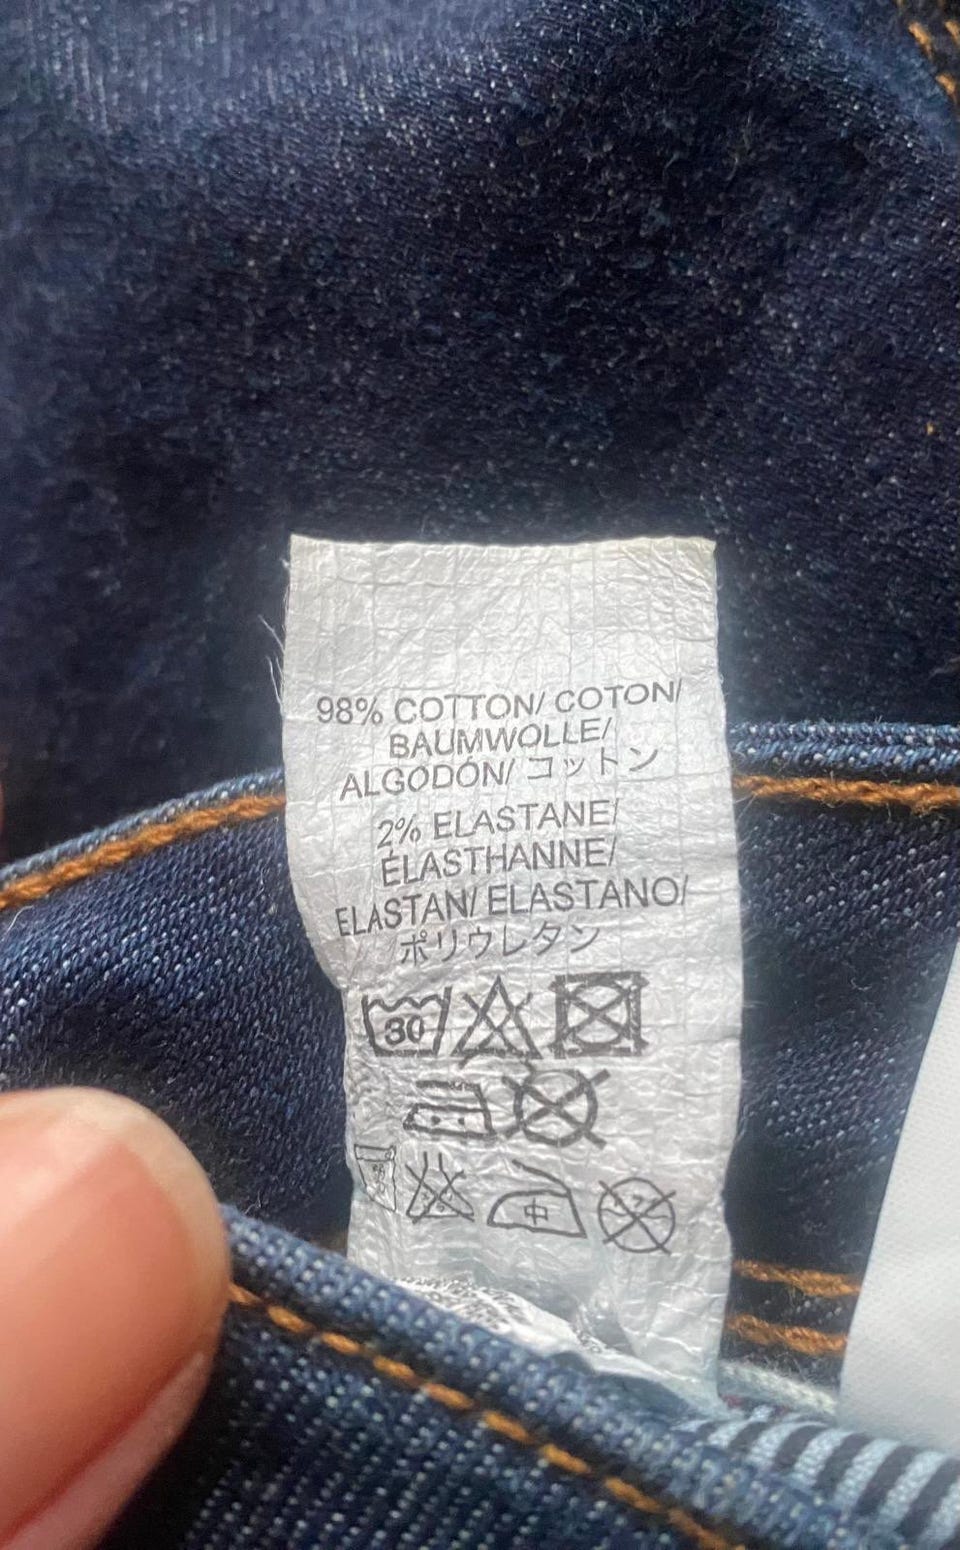 98% COTTON/ COTON/
BAUMWOLLE/
ALGODÓN/ コットン
2% ELASTANE/
ÉLASTHANNE/
ELASTAN/ ELASTANO/
ポリウレタン
30
中